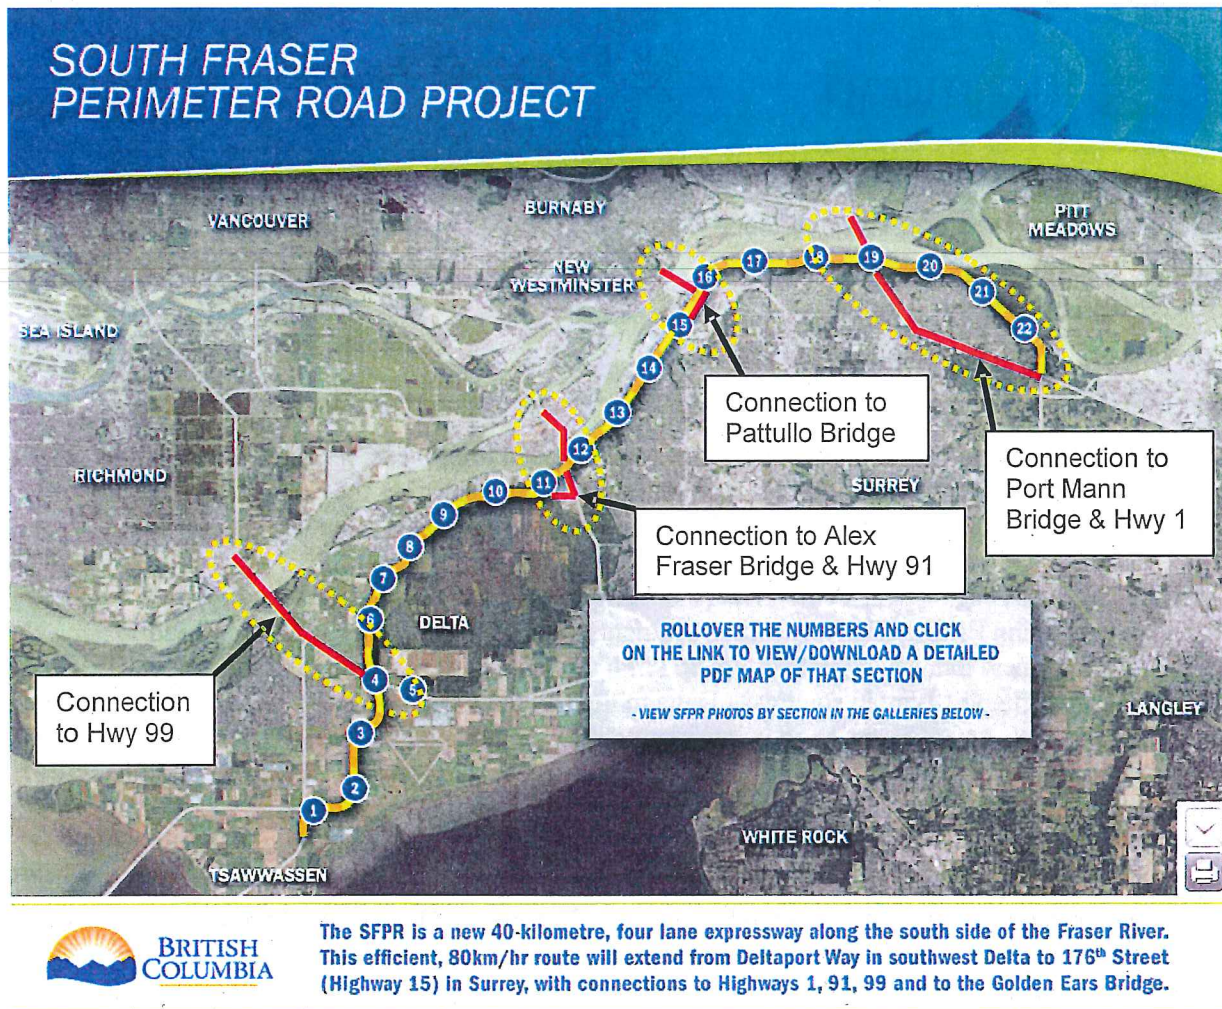 SOUTH FRASER
PERIMETER ROAD PROJECT
VANCOUVER
BURNABY
PITT
MEADOWS
NEW
WESTMINSTER
SEA ISLAND
16
17
18
19
20
21
22
15
14
13
12
11
10
9
8
7
6
5
4
3
2
1
Connection to
Pattullo Bridge
Connection to
Port Mann
Bridge & Hwy 1
RICHMOND
SURREY
Connection to Alex
Fraser Bridge & Hwy 91
DELTA
ROLLOVER THE NUMBERS AND CLICK
ON THE LINK TO VIEW/DOWNLOAD A DETAILED
PDF MAP OF THAT SECTION
- VIEW SFPR PHOTOS BY SECTION IN THE GALLERIES BELOW -
Connection
to Hwy 99
LANGLEY
WHITE ROCK
TSAWWASSEN
BRITISH
COLUMBIA
The SFPR is a new 40-kilometre, four lane expressway along the south side of the Fraser River.
This efficient, 80km/hr route will extend from Deltaport Way in southwest Delta to 176th Street
(Highway 15) in Surrey, with connections to Highways 1, 91, 99 and to the Golden Ears Bridge.